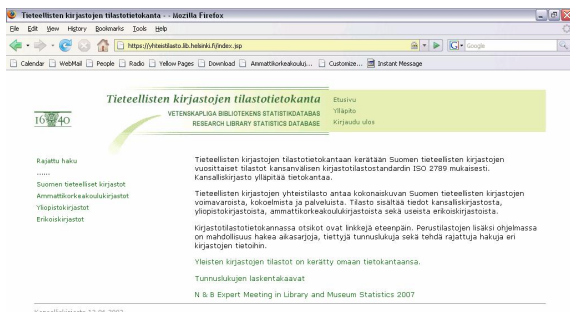 Tieteellisten kirjastojen tilastotietokanta - - Mozilla Firefox
File Edit View History Bookmarks Tools Help
https://yhteistilasto.lib.helsinki.fi/index.jsp
Google
Calendar WebMail People Radio Yellow Pages Download Ammattikorkeakouluj... Customize... Instant Message
Tieteellisten kirjastojen tilastotietokanta
VETENSKAPLIGA BIBLIOTEKENS STATISTIKDATABAS
RESEARCH LIBRARY STATISTICS DATABASE
Etusivu
Ylläpito
Kirjaudu ulos
16 40
Rajattu haku
......
Suomen tieteelliset kirjastot
Ammattikorkeakoulukirjastot
Yliopistokirjastot
Erikoiskirjastot
Tieteellisten kirjastojen tilastotietokantaan kerätään Suomen tieteellisten kirjastojen
vuosittaiset tilastot kansanvälisen kirjastotilastostandardin ISO 2789 mukaisesti.
Kansalliskirjasto ylläpitää tietokantaa.
Tieteellisten kirjastojen yhteistilasto antaa kokonaiskuvan Suomen tieteellisten kirjastojen
voimavaroista, kokoelmista ja palveluista. Tilasto sisältää tiedot kansalliskirjastosta,
yliopistokirjastoista, ammattikorkeakoulukirjastoista sekä useista erikoiskirjastoista.
Kirjastotilastotietokannassa otsikot ovat linkkejä eteenpäin. Perustilastojen lisäksi ohjelmassa
on mahdollisuus hakea aikasarjoja, tiettyjä tunnuslukuja sekä tehdä rajattuja hakuja eri
kirjastojen tietoihin.
Yleisten kirjastojen tilastot on kerätty omaan tietokantaansa.
Tunnuslukujen laskentakaavat
N & B Expert Meeting in Library and Museum Statistics 2007